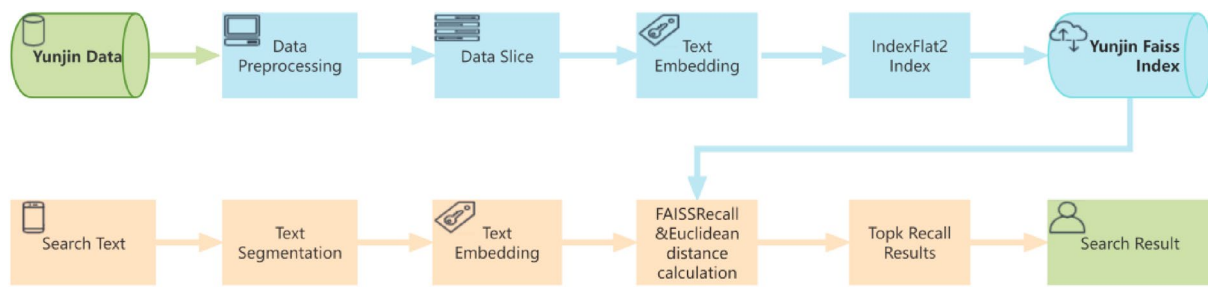 Yunjin Data
Data
Preprocessing
Data Slice
Text
Embedding
IndexFlat2
Index
Yunjin Faiss
Index
Search Text
Text
Segmentation
Text
Embedding
FAISSRecall
&Euclidean
distance
calculation
Topk Recall
Results
Search Result